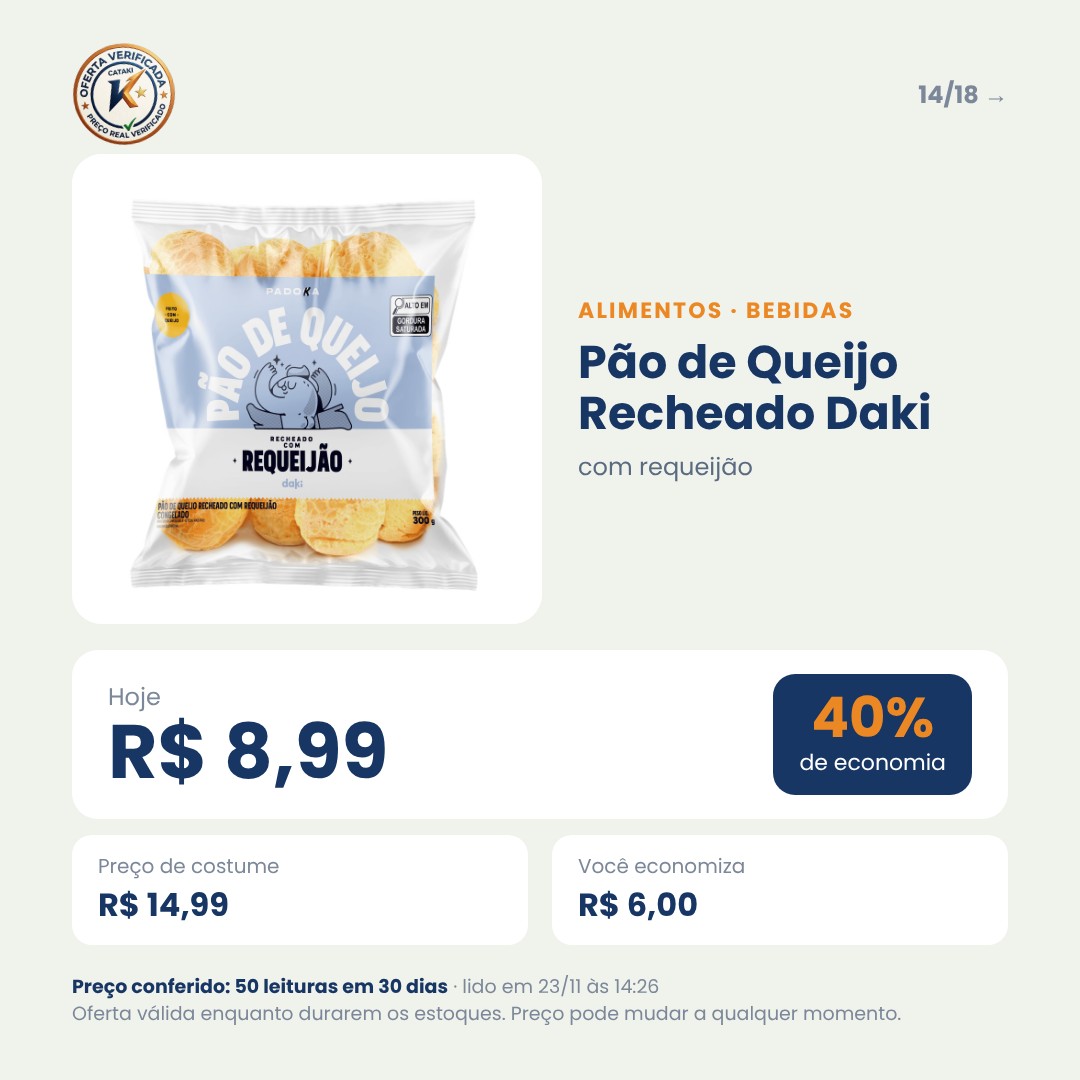 OFERTA VERIFICADA
CATAKI
K
PREÇO REAL VERIFICADO
14/18 →
PADOKA
ALTO EM
GORDURA
SATURADA
PÃO DE QUEIJO
RECHEADO
COM
REQUEIJÃO
daki
PÃO DE QUEIJO RECHEADO COM REQUEIJÃO
CONGELADO
300 g
ALIMENTOS · BEBIDAS
Pão de Queijo
Recheado Daki
com requeijão
Hoje
R$ 8,99
40%
de economia
Preço de costume
R$ 14,99
Você economiza
R$ 6,00
Preço conferido: 50 leituras em 30 dias · lido em 23/11 às 14:26
Oferta válida enquanto durarem os estoques. Preço pode mudar a qualquer momento.